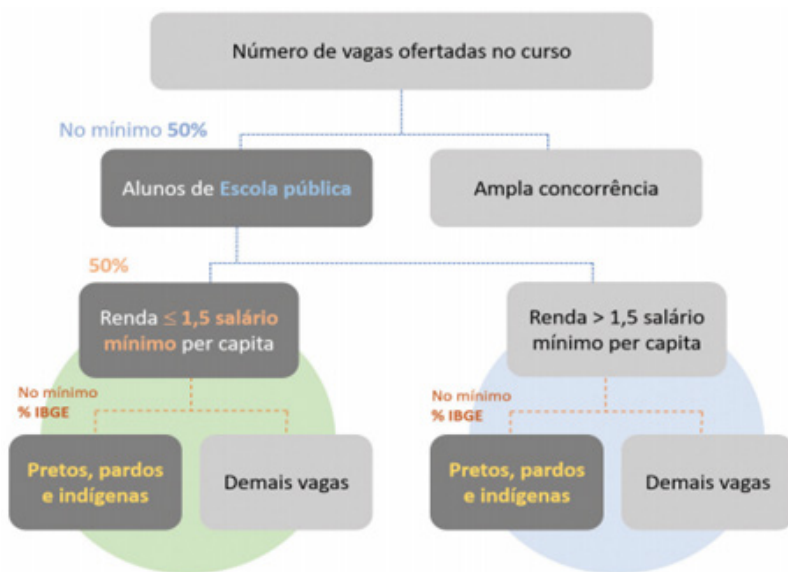 Número de vagas ofertadas no curso
No mínimo 50%
Alunos de Escola pública
Ampla concorrência
50%
Renda ≤ 1,5 salário
mínimo per capita
Renda > 1,5 salário
mínimo per capita
No mínimo
% IBGE
Pretos, pardos
e indígenas
Demais vagas
No mínimo
% IBGE
Pretos, pardos
e indígenas
Demais vagas